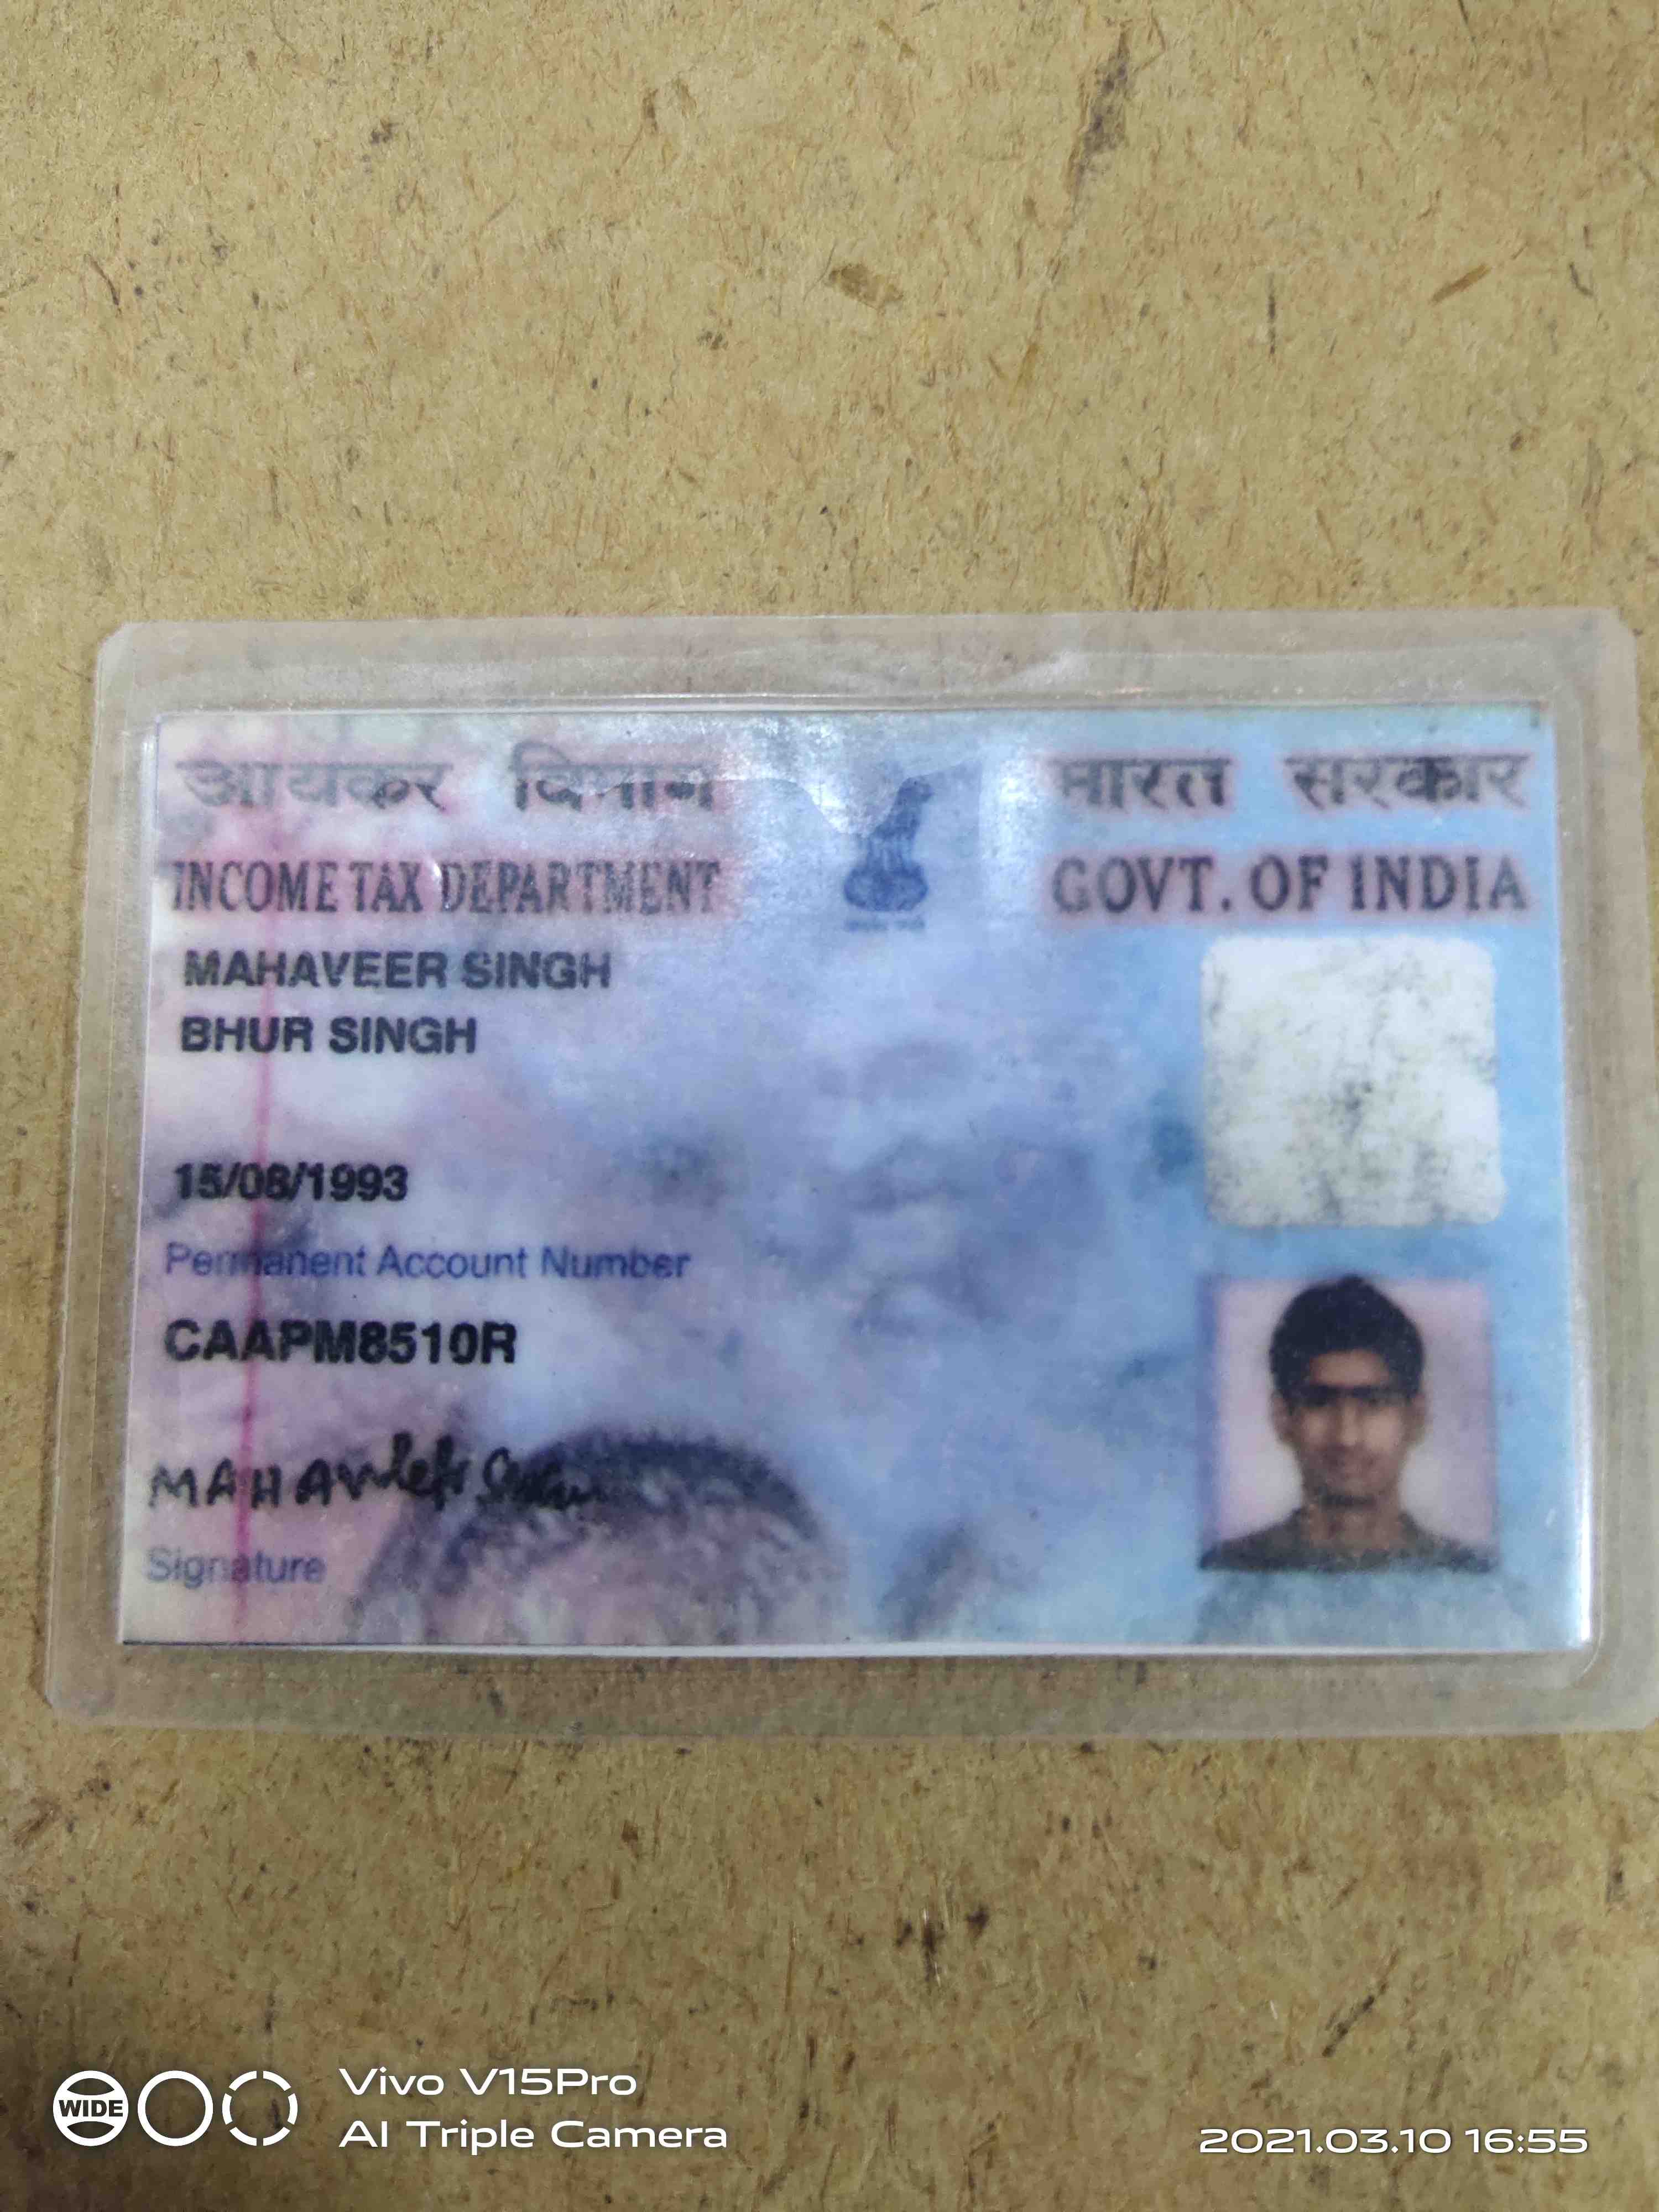 आयकर विभाग
भारत सरकार
INCOME TAX DEPARTMENT
GOVT. OF INDIA
MAHAVEER SINGH
BHUR SINGH
15/08/1993
Permanent Account Number
CAAPM8510R
MAHAveer
Signature
WIDE
Vivo V15Pro
AI Triple Camera
2021.03.10 16:55